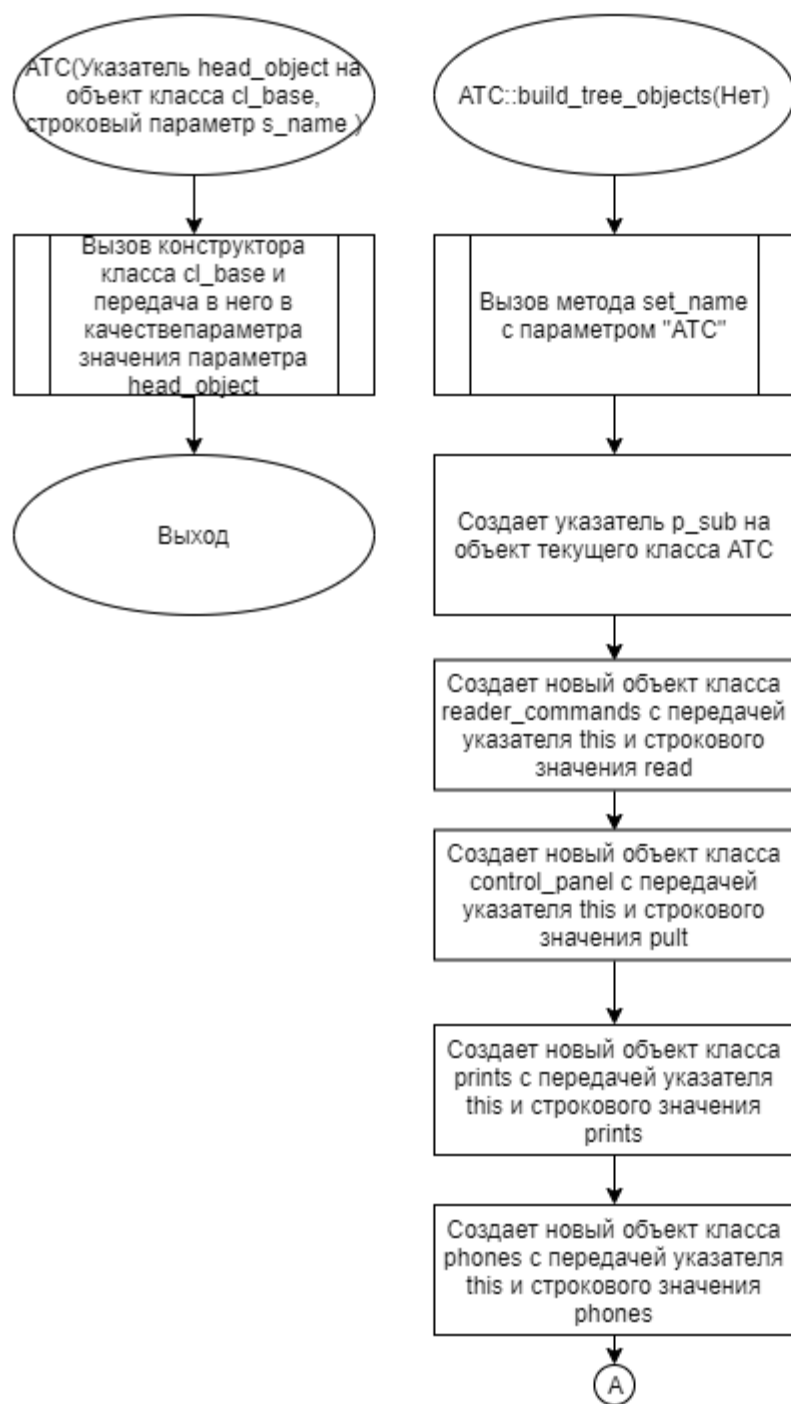 АТС(Указатель head_object на
объект класса cl_base,
строковый параметр s_name )
Вызов конструктора
класса cl_base и
передача в него в
качествепараметра
значения параметра
head_object
Выход
АТС::build_tree_objects(Нет)
Вызов метода set_name
с параметром "АТС"
Создает указатель p_sub на
объект текущего класса АТС
Создает новый объект класса
reader_commands с передачей
указателя this и строкового
значения read
Создает новый объект класса
control_panel с передачей
указателя this и строкового
значения pult
Создает новый объект класса
prints с передачей указателя
this и строкового значения
prints
Создает новый объект класса
phones с передачей указателя
this и строкового значения
phones
A